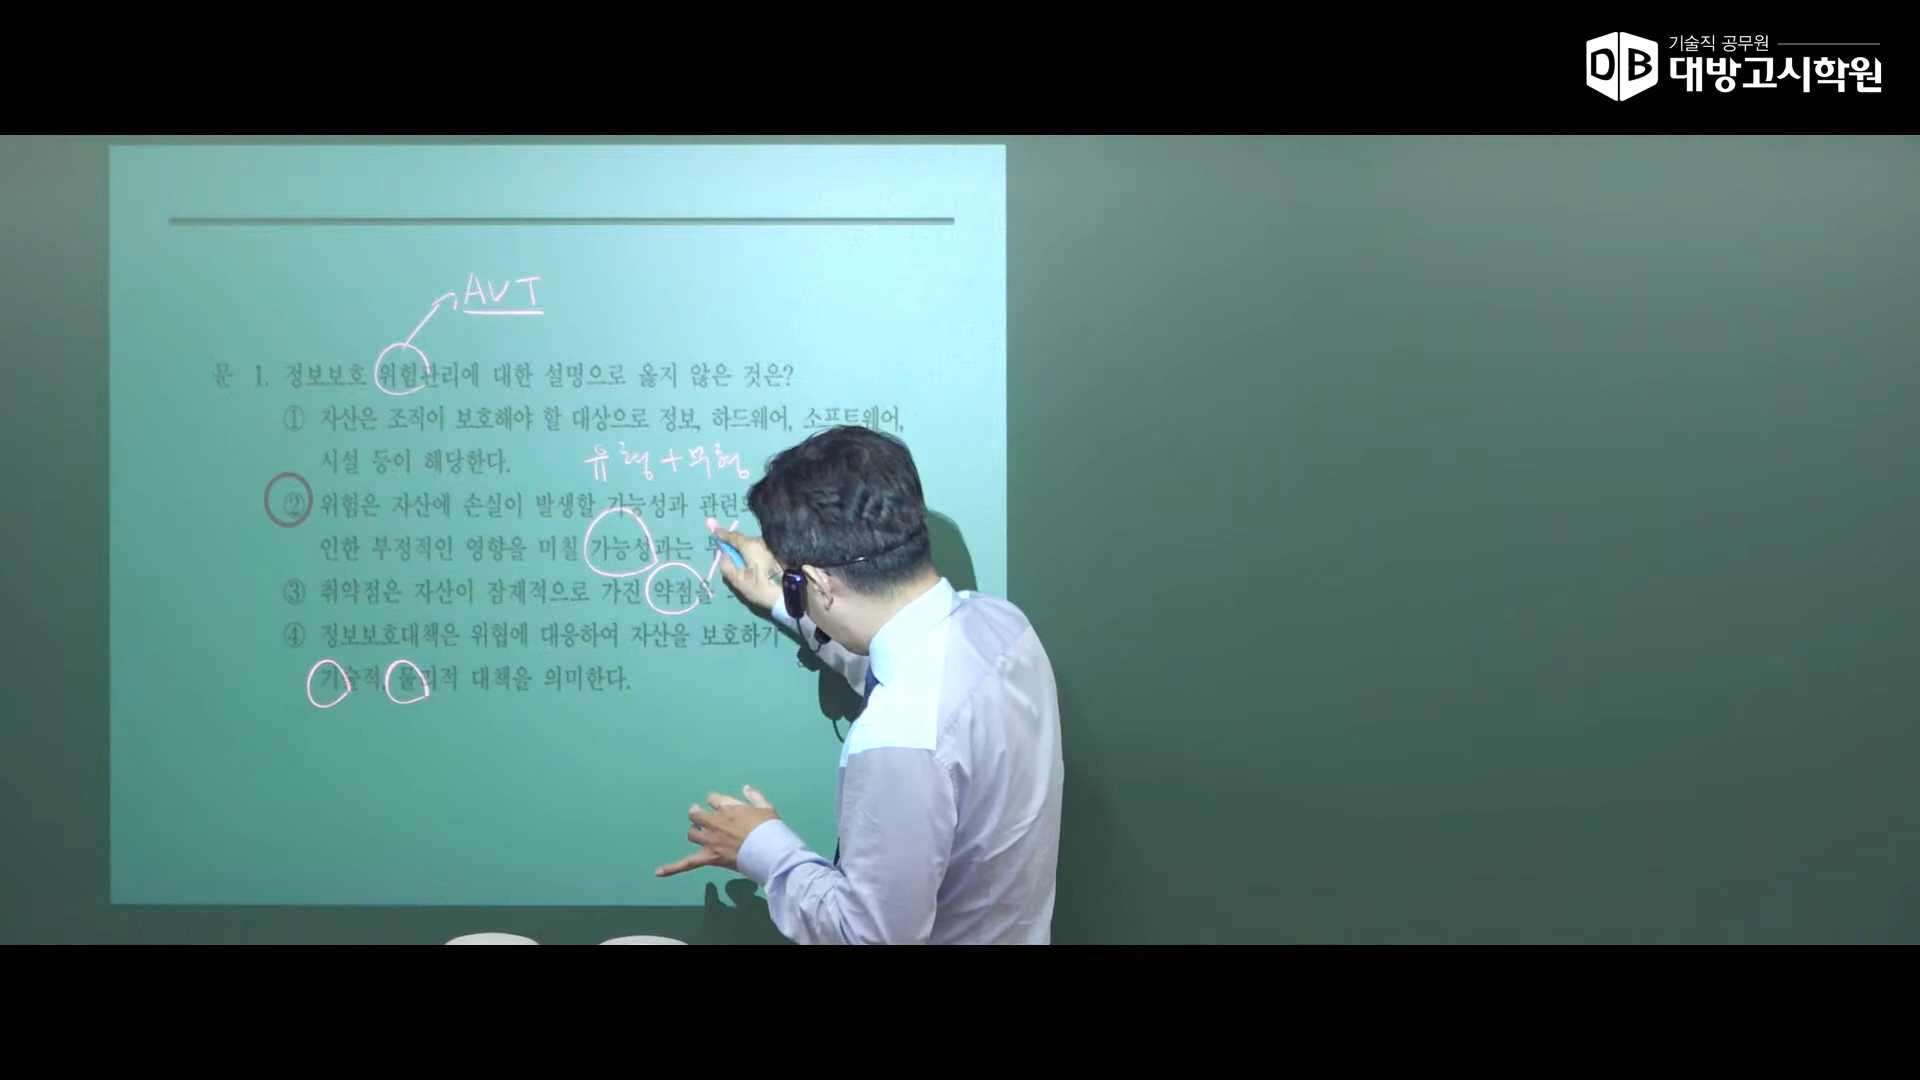 기술직 공무원
대방고시학원
AVT
문 1. 정보보호 위험관리에 대한 설명으로 옳지 않은 것은?
① 자산은 조직이 보호해야 할 대상으로 정보, 하드웨어, 소프트웨어,
시설 등이 해당한다.
유형+무형
② 위험은 자산에 손실이 발생할 가능성과 관련
인한 부정적인 영향을 미칠 가능성과는
③ 취약점은 자산이 잠재적으로 가진 약점을
④ 정보보호대책은 위협에 대응하여 자산을 보호하기
기술적, 물리적 대책을 의미한다.